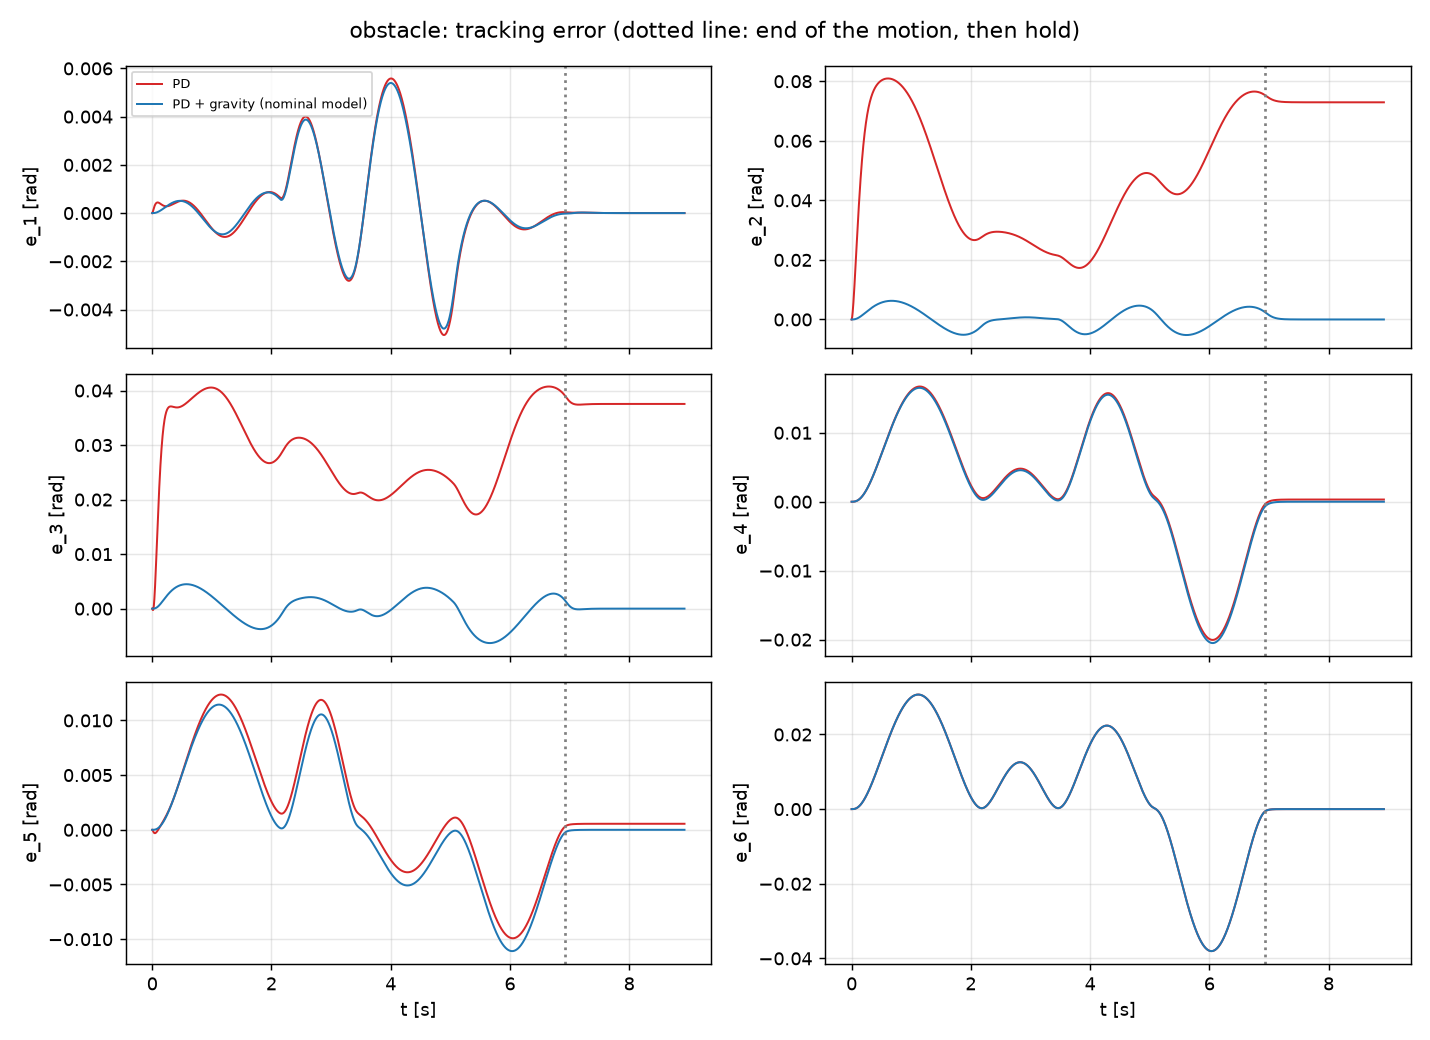 obstacle: tracking error (dotted line: end of the motion, then hold)
0.006
0.004
0.002
0.000
−0.002
−0.004
e_1 [rad]
PD
PD + gravity (nominal model)
0.08
0.06
0.04
0.02
0.00
e_2 [rad]
0.04
0.03
0.02
0.01
0.00
e_3 [rad]
0.01
0.00
−0.01
−0.02
e_4 [rad]
0.010
0.005
0.000
−0.005
−0.010
e_5 [rad]
0 2 4 6 8
t [s]
0.02
0.00
−0.02
−0.04
e_6 [rad]
0 2 4 6 8
t [s]